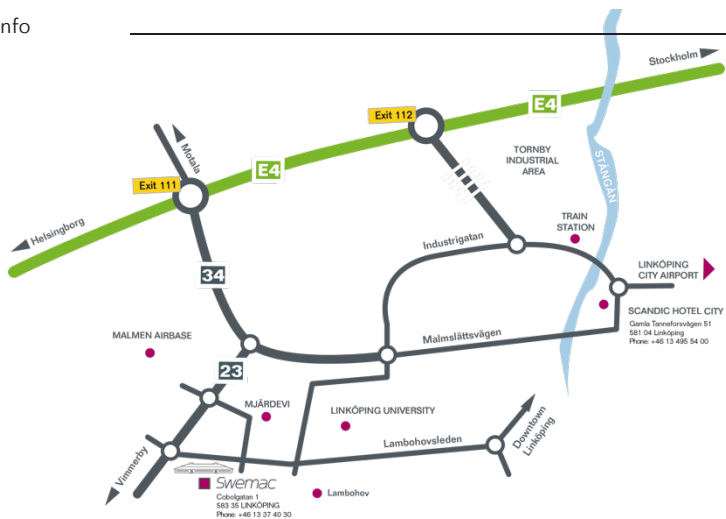 nfo
Stockholm
E4
Exit 112
TORNBY
INDUSTRIAL
AREA
STÅNGÅN
Motala
E4
Exit 111
Helsingborg
TRAIN
STATION
Industrigatan
LINKÖPING
CITY AIRPORT
34
SCANDIC HOTEL CITY
Gamla Tanneforsvägen 51
581 04 Linköping
Phone: +46 13 495 54 00
MALMEN AIRBASE
Malmslättsvägen
23
MJÄRDEVI
LINKÖPING UNIVERSITY
Downtown
Linköping
Lambohovsleden
Vimmerby
Swemac
Cobolgatan 1
583 35 LINKÖPING
Phone: +46 13 37 40 30
Lambohov